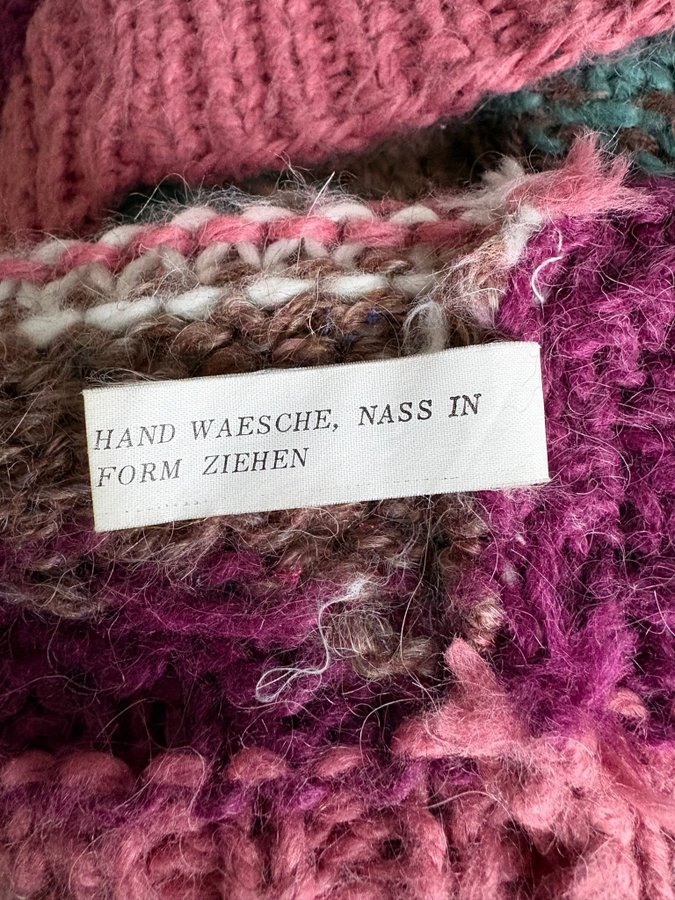 HAND WAESCHE, NASS IN
FORM ZIEHEN